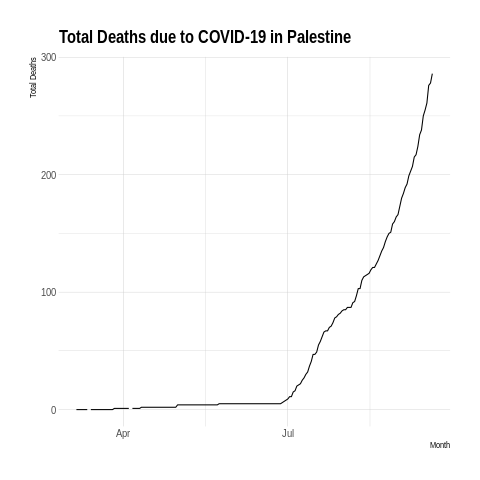 Total Deaths due to COVID-19 in Palestine
Total Deaths
300
200
100
0
Apr
Jul
Month